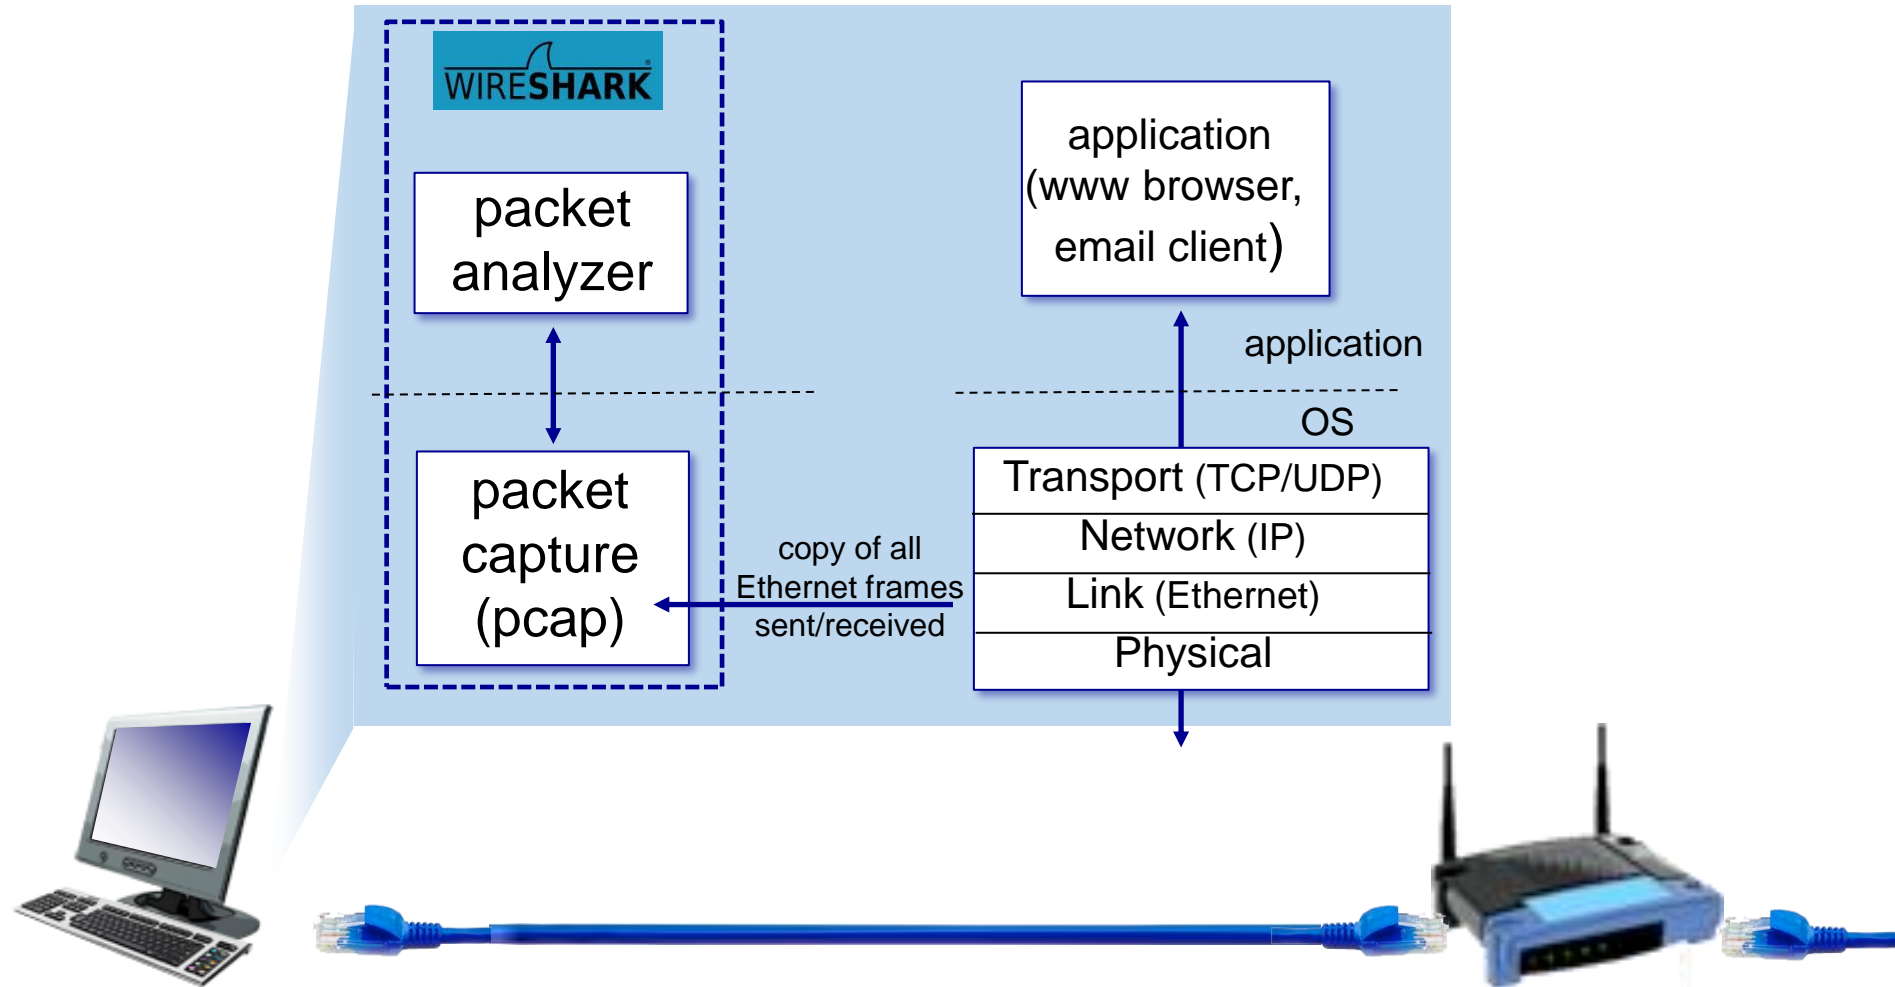 WIRESHARK
packet
analyzer
packet
capture
(pcap)
copy of all
Ethernet frames
sent/received
application
(www browser,
email client)
application
OS
Transport (TCP/UDP)
Network (IP)
Link (Ethernet)
Physical